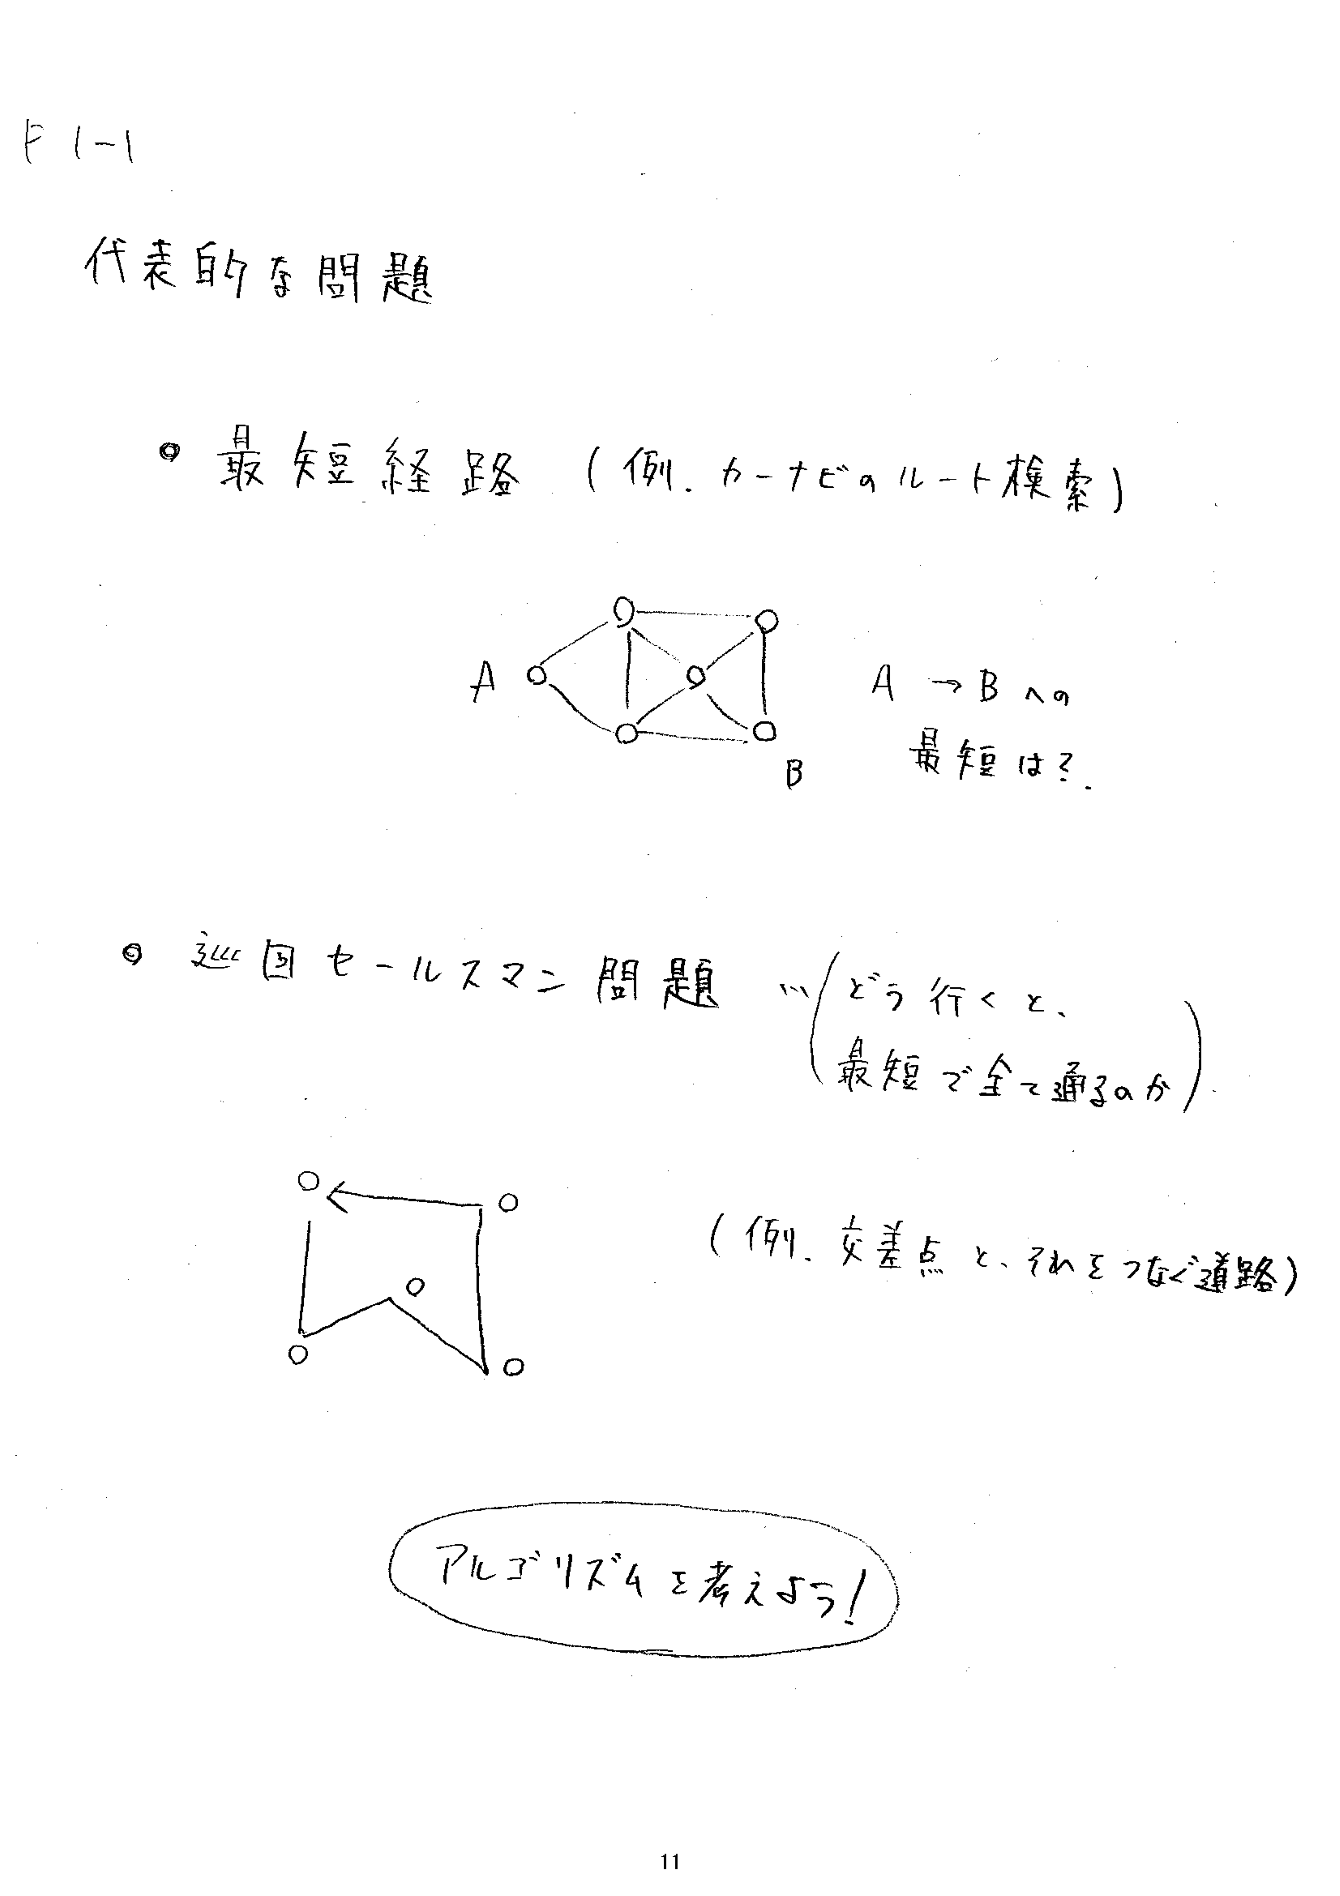 F 1-1
代表的な問題
最短経路 (例. カーナビのルート検索)
A
B
A → B への
最短は?.
巡回セールスマン問題 … (どう行くと、
最短で全て通るのか).
(例. 交差点と、それをつなぐ道路)
アルゴリズムを考えよう!
11